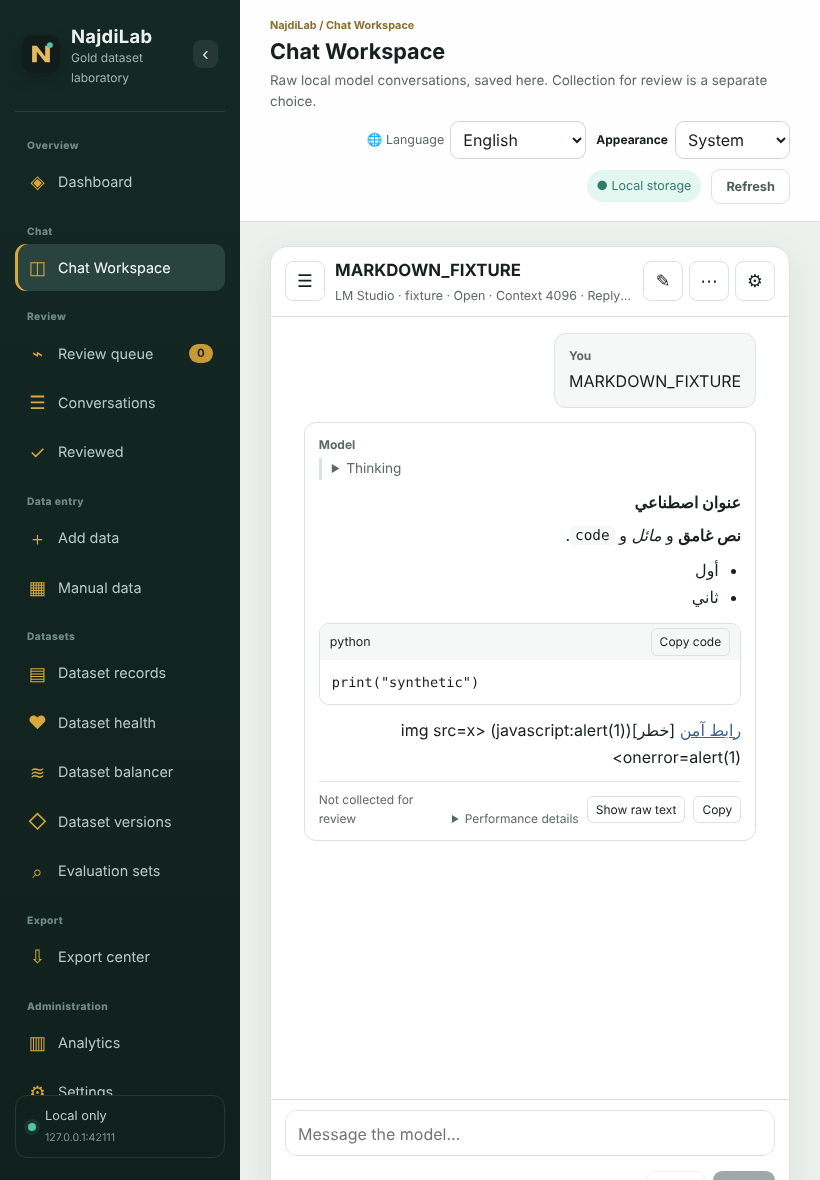 NajdiLab
Gold dataset
laboratory
‹
Overview
Dashboard
Chat
Chat Workspace
Review
Review queue 0
Conversations
Reviewed
Data entry
Add data
Manual data
Datasets
Dataset records
Dataset health
Dataset balancer
Dataset versions
Evaluation sets
Export
Export center
Administration
Analytics
Settings
Local only
127.0.0.1:42111
NajdiLab / Chat Workspace
Chat Workspace
Raw local model conversations, saved here. Collection for review is a separate
choice.
Language English Appearance System
Local storage Refresh
MARKDOWN_FIXTURE
LM Studio · fixture · Open · Context 4096 · Reply...
You
MARKDOWN_FIXTURE
Model
Thinking
عنوان اصطناعي
نص غامق و مائل و code.
أول
ثاني
python Copy code
print("synthetic")
رابط آمن [خطر](javascript:alert(1)) <img src=x
onerror=alert(1)>
Not collected for
review
Performance details Show raw text Copy
Message the model...